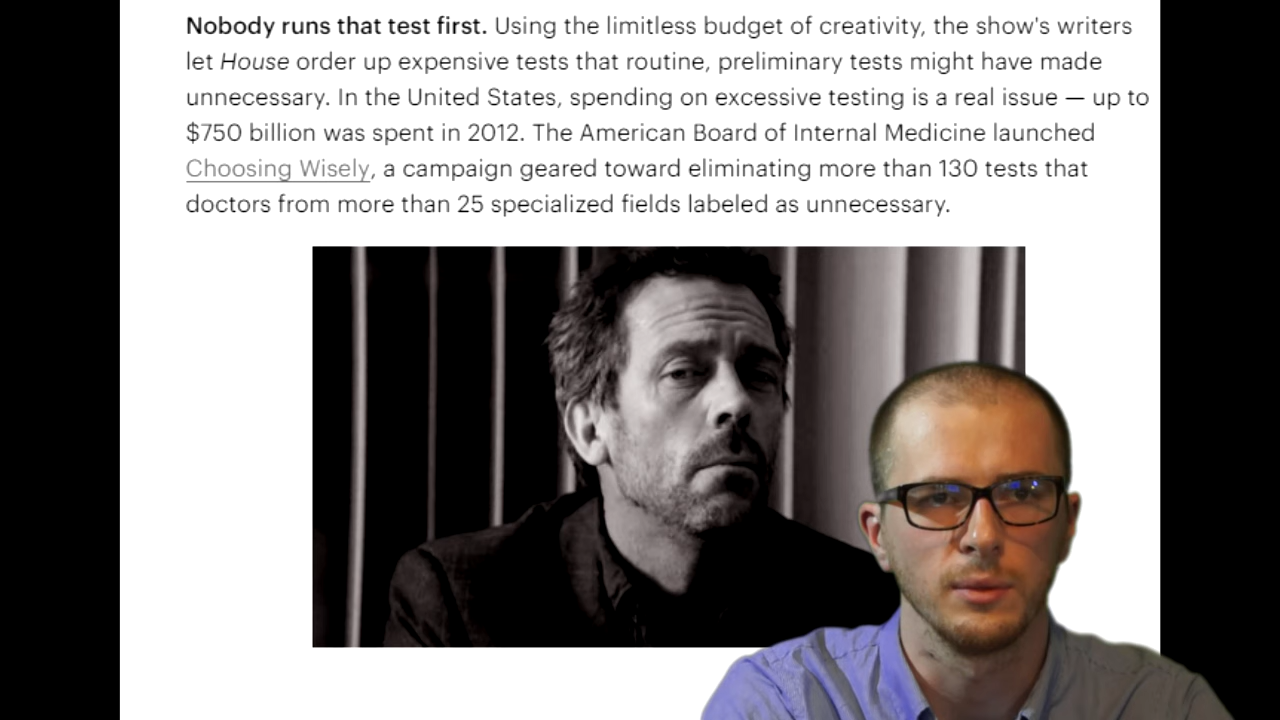 Nobody runs that test first. Using the limitless budget of creativity, the show's writers
let House order up expensive tests that routine, preliminary tests might have made
unnecessary. In the United States, spending on excessive testing is a real issue — up to
$750 billion was spent in 2012. The American Board of Internal Medicine launched
Choosing Wisely, a campaign geared toward eliminating more than 130 tests that
doctors from more than 25 specialized fields labeled as unnecessary.